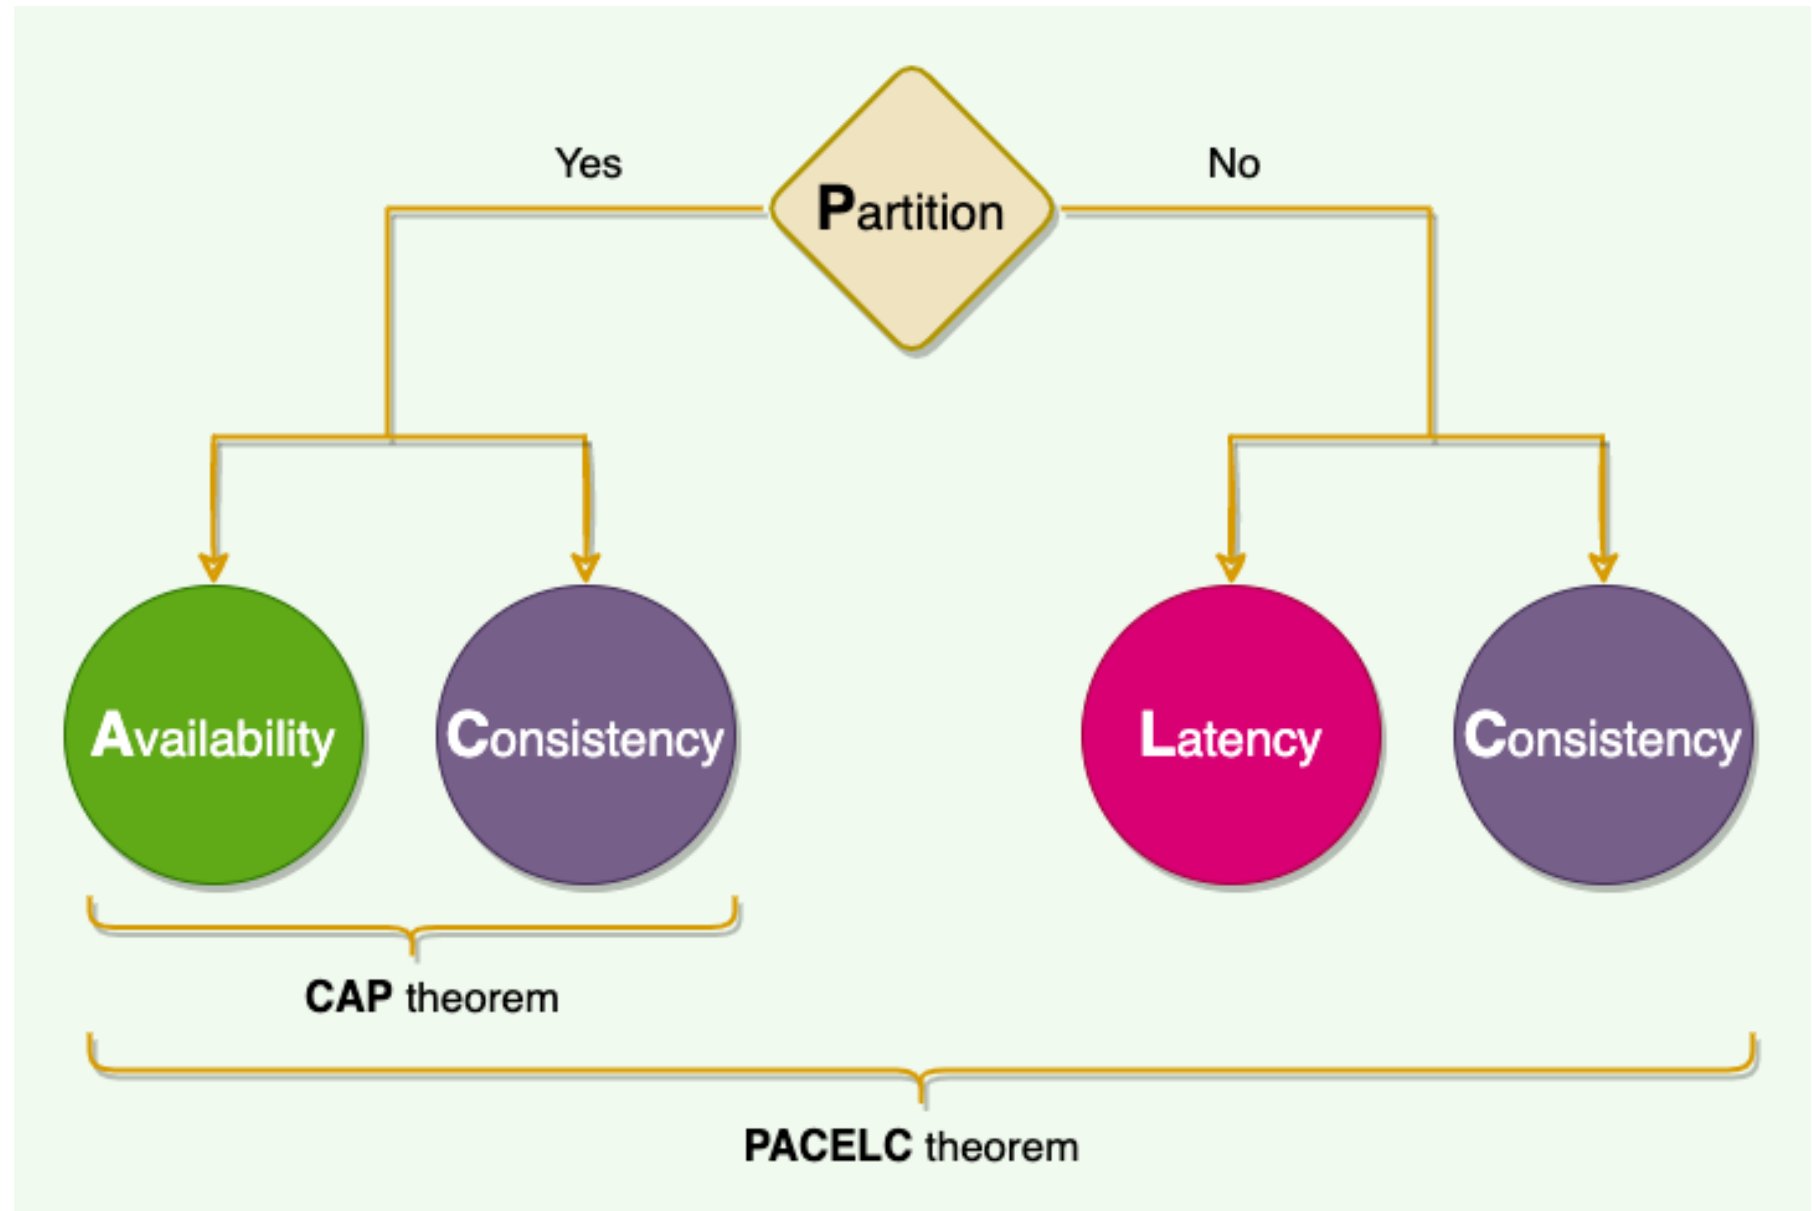 Yes
No
Partition
Availability
Consistency
Latency
Consistency
CAP theorem
PACELC theorem